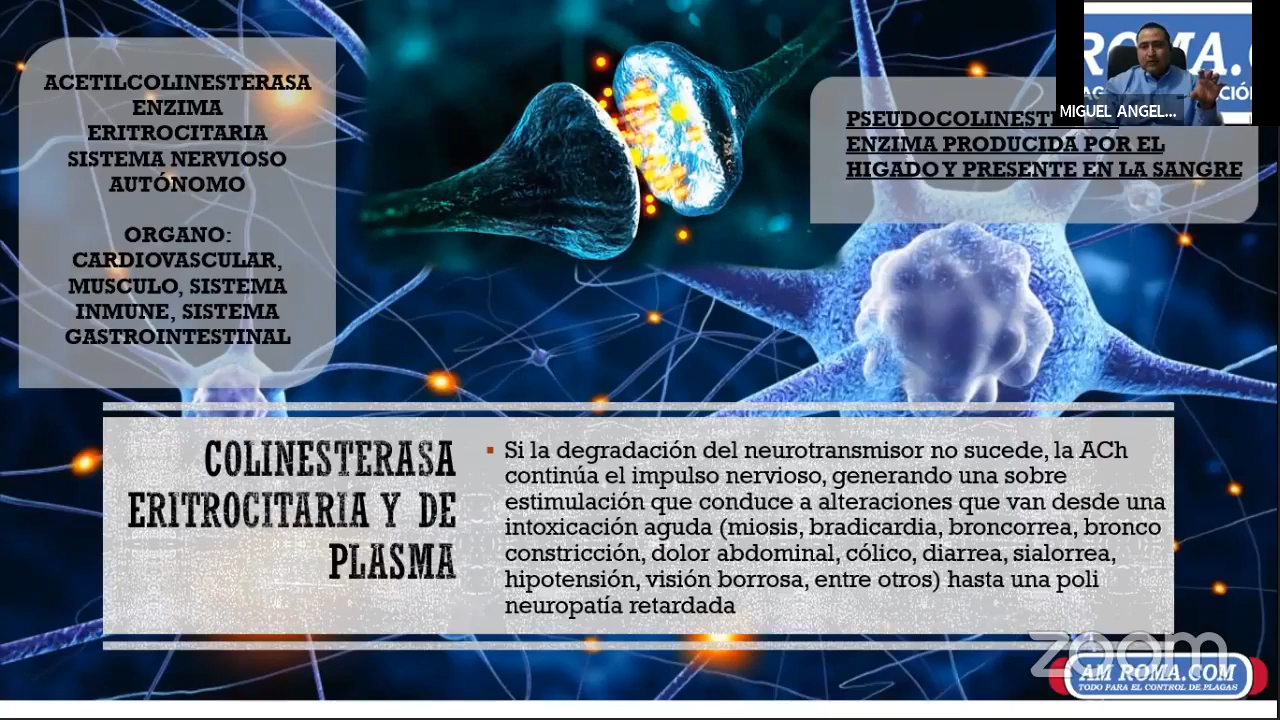 ACETILCOLINESTERASA
ENZIMA
ERITROCITARIA
SISTEMA NERVIOSO
AUTÓNOMO
ORGANO:
CARDIOVASCULAR,
MUSCULO, SISTEMA
INMUNE, SISTEMA
GASTROINTESTINAL
ENZIMA PRODUCIDA POR EL
HIGADO Y PRESENTE EN LA SANGRE
ROMA.
MIGUEL ANGEL...
COLINESTERASA
ERITROCITARIA Y DE
PLASMA
Si la degradación del neurotransmisor no sucede, la ACh
continúa el impulso nervioso, generando una sobre
estimulación que conduce a alteraciones que van desde una
intoxicación aguda (miosis, bradicardia, broncorrea, bronco
constricción, dolor abdominal, cólico, diarrea, sialorrea,
hipotensión, visión borrosa, entre otros) hasta una poli
neuropatía retardada
zoom
AM ROMA.COM
TODO PARA EL CONTROL DE PLAGAS